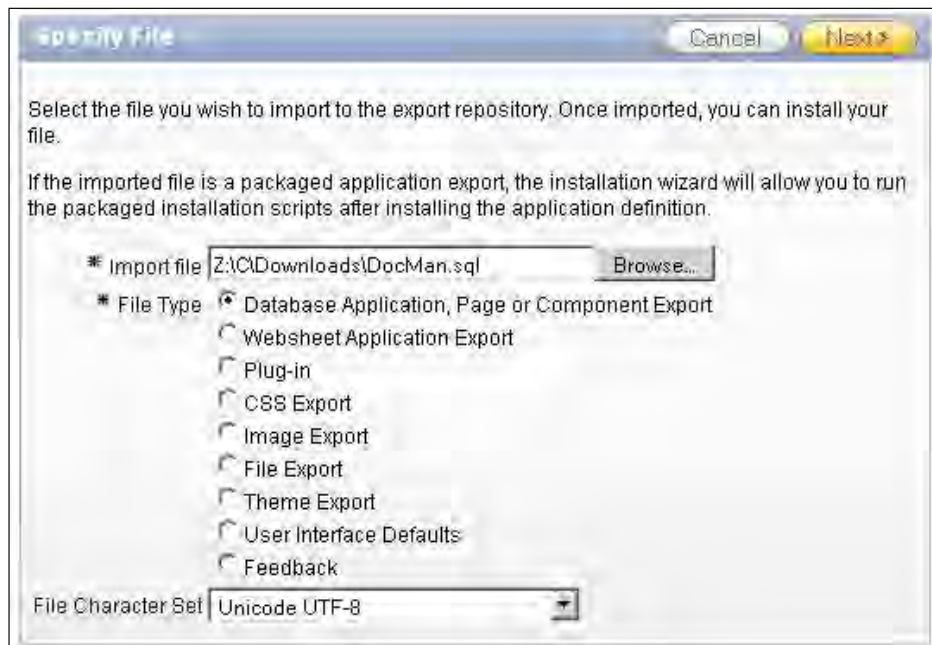 Specify File
Cancel
Next >
Select the file you wish to import to the export repository. Once imported, you can install your
file.
If the imported file is a packaged application export, the installation wizard will allow you to run
the packaged installation scripts after installing the application definition.
* Import file Z:\C\Downloads\DocMan.sql Browse...
* File Type Database Application, Page or Component Export
Websheet Application Export
Plug-in
CSS Export
Image Export
File Export
Theme Export
User Interface Defaults
Feedback
File Character Set Unicode UTF-8